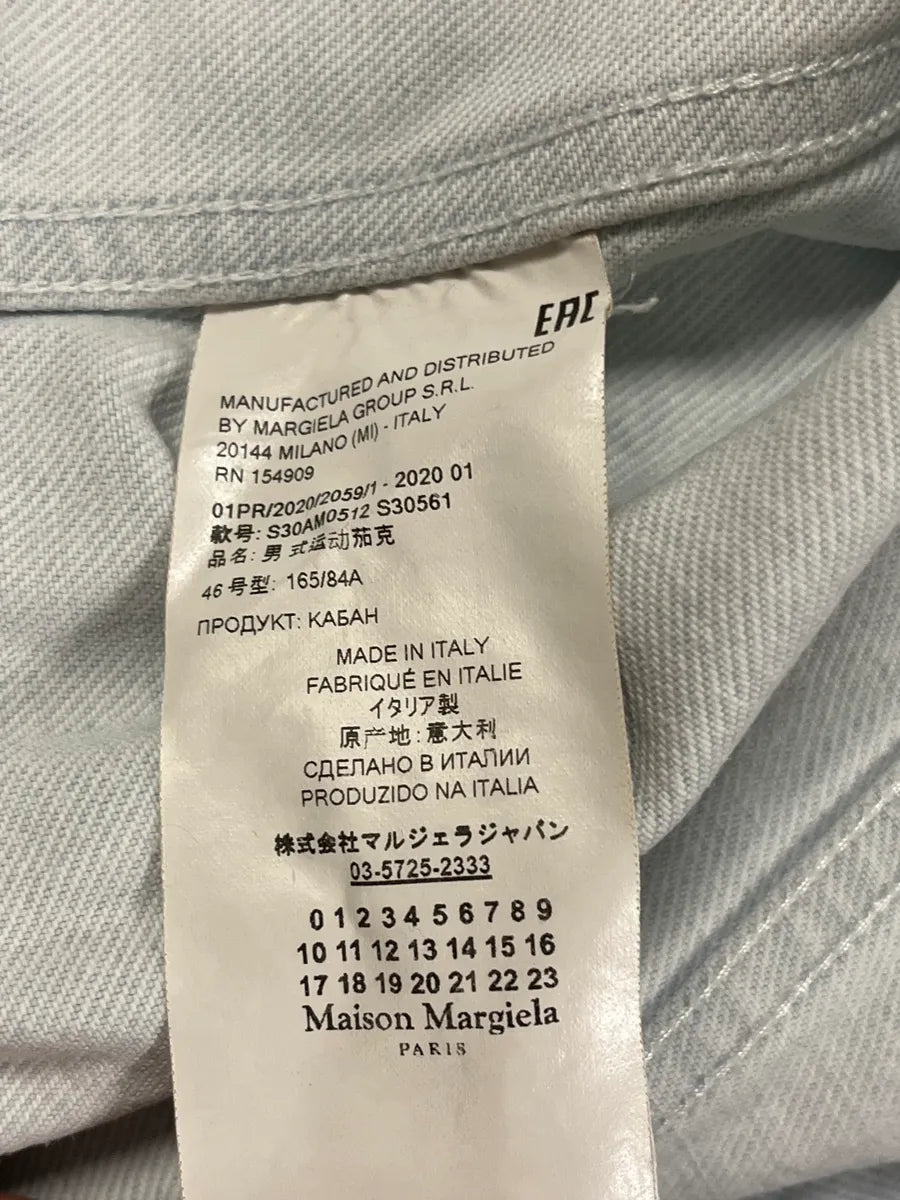 EAC
MANUFACTURED AND DISTRIBUTED
BY MARGIELA GROUP S.R.L.
20144 MILANO (MI) - ITALY
RN 154909
01PR/2020/2059/1 - 2020 01
款号: S30AM0512 S30561
品名: 男式运动茄克
46 号型: 165/84A
ПРОДУКТ: КАБАН
MADE IN ITALY
FABRIQUÉ EN ITALIE
イタリア製
原产地: 意大利
СДЕЛАНО В ИТАЛИИ
PRODUZIDO NA ITALIA
株式会社マルジェラジャパン
03-5725-2333
0 1 2 3 4 5 6 7 8 9
10 11 12 13 14 15 16
17 18 19 20 21 22 23
Maison Margiela
PARIS